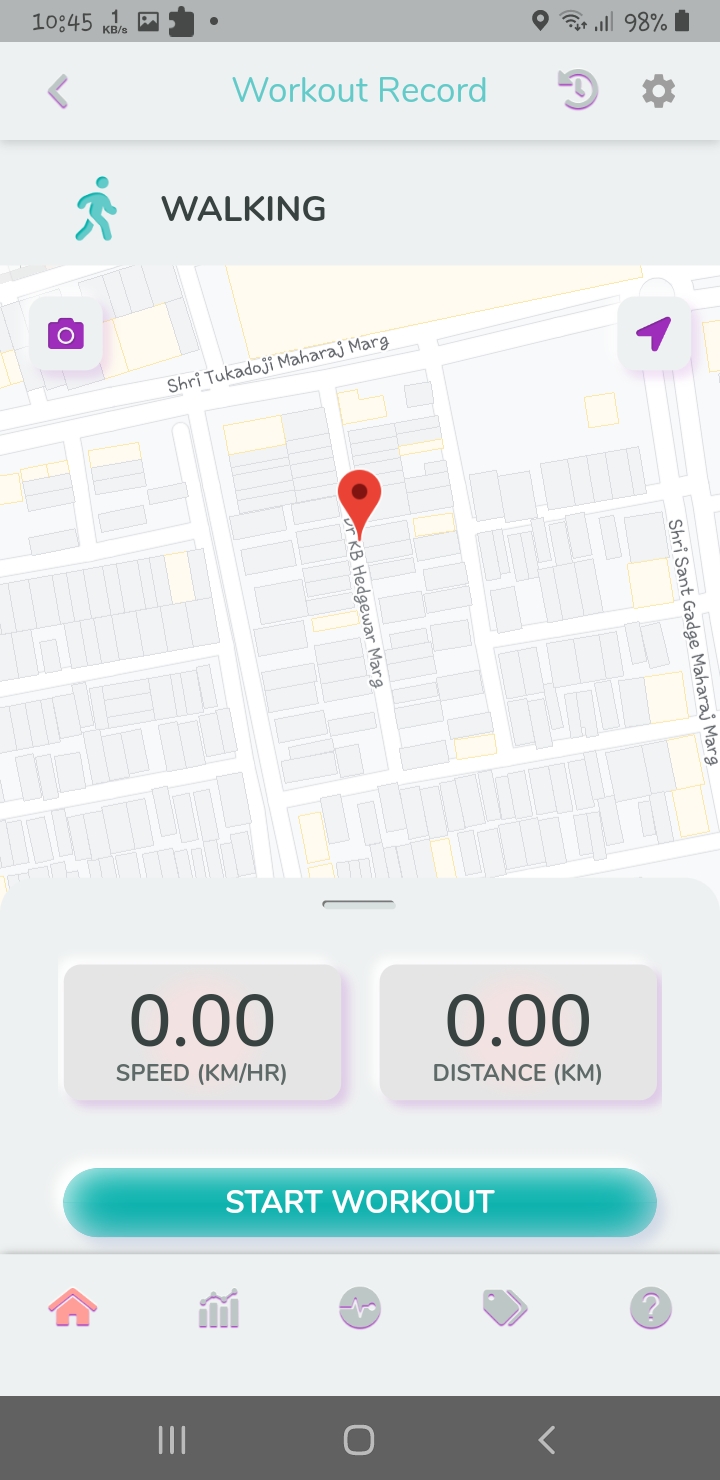 10:45 1 KB/s 98%
Workout Record
WALKING
Shri Tukadoji Maharaj Marg
Dr KB Hedgewar Marg
Shri Sant Gadge Maharaj Marg
0.00 0.00
SPEED (KM/HR) DISTANCE (KM)
START WORKOUT
?